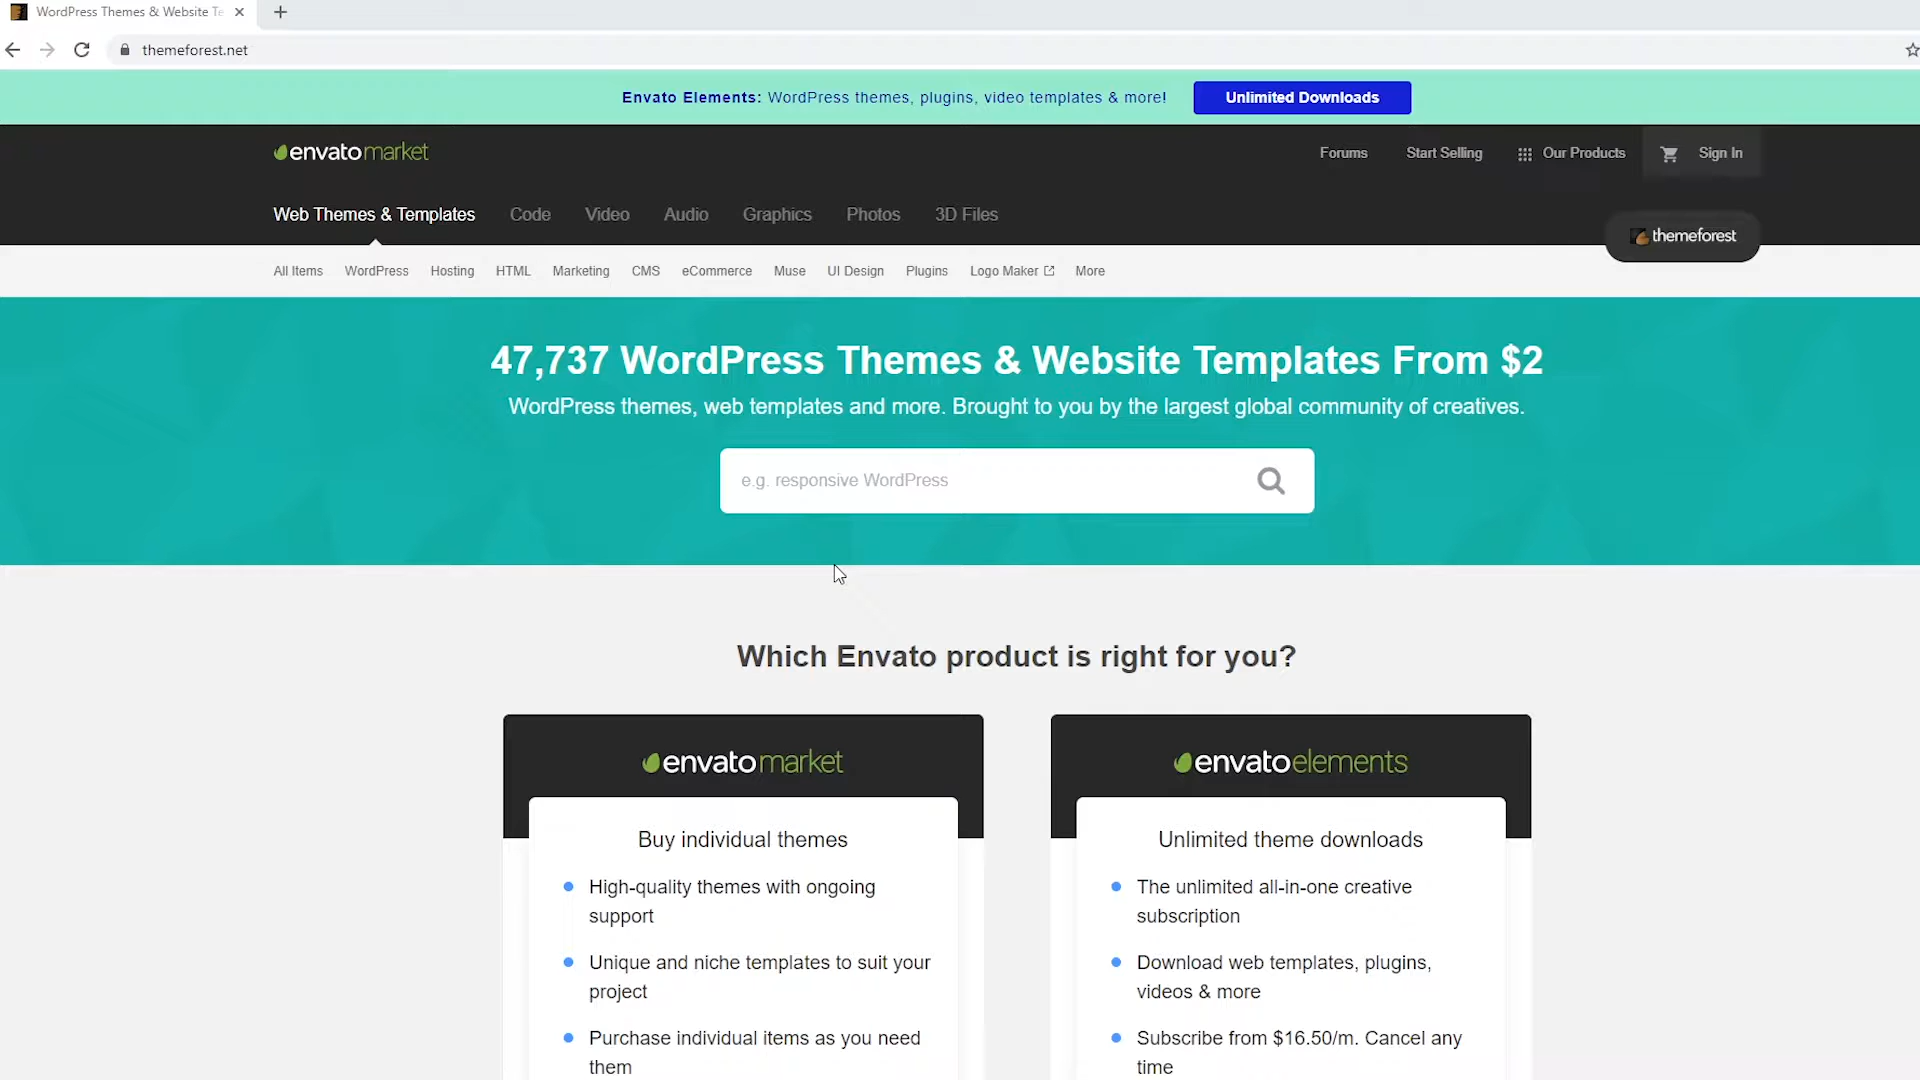 WordPress Themes & Website Te
themeforest.net
Envato Elements: WordPress themes, plugins, video templates & more!
Unlimited Downloads
envatomarket
Forums
Start Selling
Our Products
Sign In
Web Themes & Templates
Code
Video
Audio
Graphics
Photos
3D Files
themeforest
All Items
WordPress
Hosting
HTML
Marketing
CMS
eCommerce
Muse
UI Design
Plugins
Logo Maker
More
47,737 WordPress Themes & Website Templates From $2
WordPress themes, web templates and more. Brought to you by the largest global community of creatives.
e.g. responsive WordPress
Which Envato product is right for you?
envatomarket
Buy individual themes
High-quality themes with ongoing
support
Unique and niche templates to suit your
project
Purchase individual items as you need
them
envatoelements
Unlimited theme downloads
The unlimited all-in-one creative
subscription
Download web templates, plugins,
videos & more
Subscribe from $16.50/m. Cancel any
time